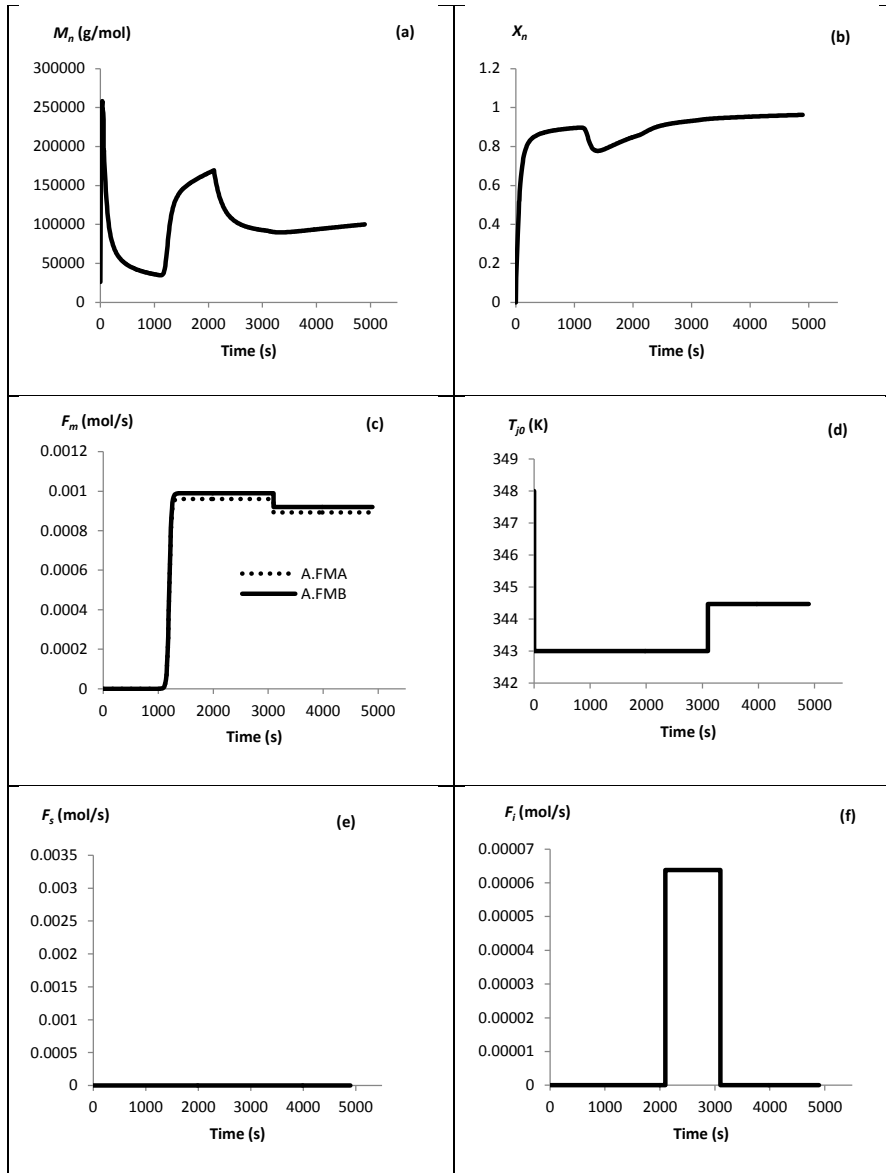 Mn (g/mol)
(a)
300000
250000
200000
150000
100000
50000
0
0 1000 2000 3000 4000 5000
Time (s)
Xn
(b)
1.2
1
0.8
0.6
0.4
0.2
0
0 1000 2000 3000 4000 5000
Time (s)
Fm (mol/s)
(c)
0.0012
0.001
0.0008
0.0006
0.0004
0.0002
0
A.FMA
A.FMB
0 1000 2000 3000 4000 5000
Time (s)
Tj0 (K)
(d)
349
348
347
346
345
344
343
342
0 1000 2000 3000 4000 5000
Time (s)
Fs (mol/s)
(e)
0.0035
0.003
0.0025
0.002
0.0015
0.001
0.0005
0
0 1000 2000 3000 4000 5000
Time (s)
Fi (mol/s)
(f)
0.00007
0.00006
0.00005
0.00004
0.00003
0.00002
0.00001
0
0 1000 2000 3000 4000 5000
Time (s)